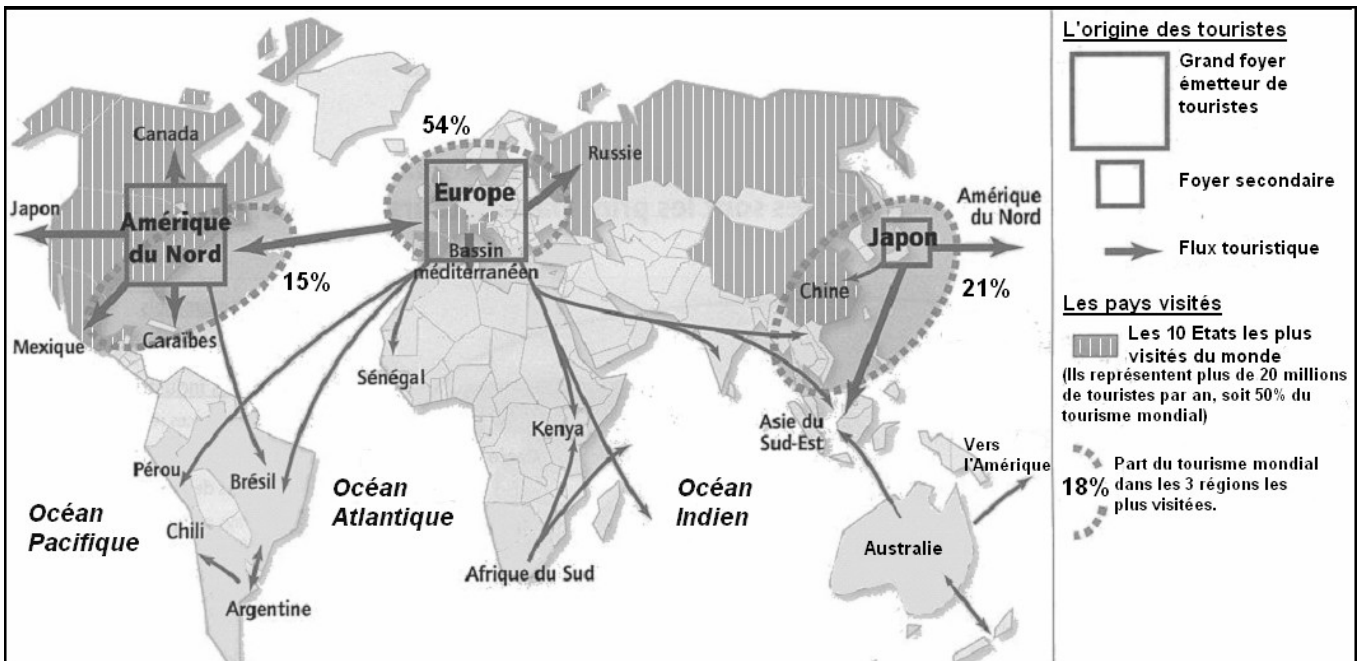 Canada
54%
Russie
Europe
Japon
Amérique
du Nord
Bassin
méditerranéen
15%
Amérique
du Nord
Japon
Chine
21%
Mexique
Caraïbes
Sénégal
Kenya
Asie du
Sud-Est
Vers
l'Amérique
Pérou
Brésil
Océan
Atlantique
Océan
Indien
Océan
Pacifique
Chili
Australie
Afrique du Sud
Argentine
L'origine des touristes
Grand foyer
émetteur de
touristes
Foyer secondaire
Flux touristique
Les pays visités
Les 10 Etats les plus
visités du monde
(Ils représentent plus de 20 millions
de touristes par an, soit 50% du
tourisme mondial)
18%
Part du tourisme mondial
dans les 3 régions les
plus visitées.